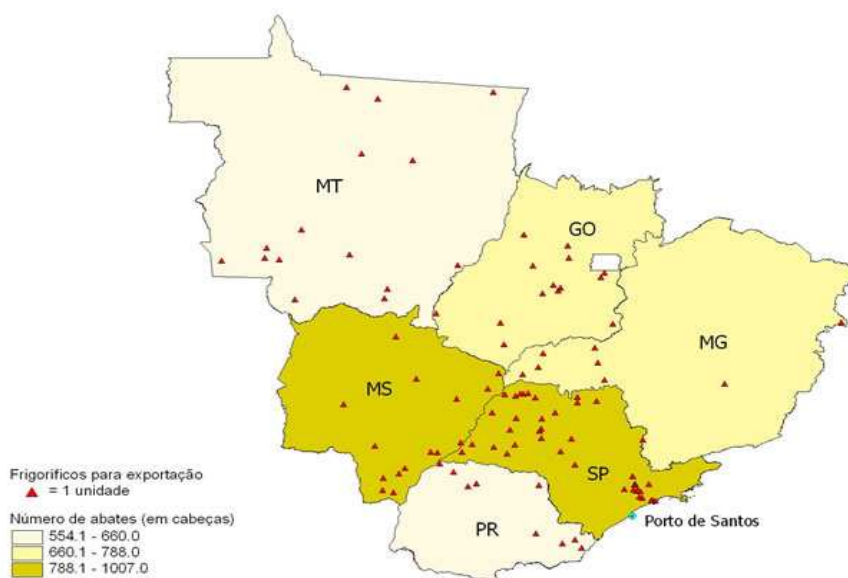 MT
GO
MG
MS
SP
Frigoríficos para exportação
= 1 unidade
Número de abates (em cabeças)
554.1 - 660.0
660.1 - 788.0
788.1 - 1007.0
PR
Porto de Santos